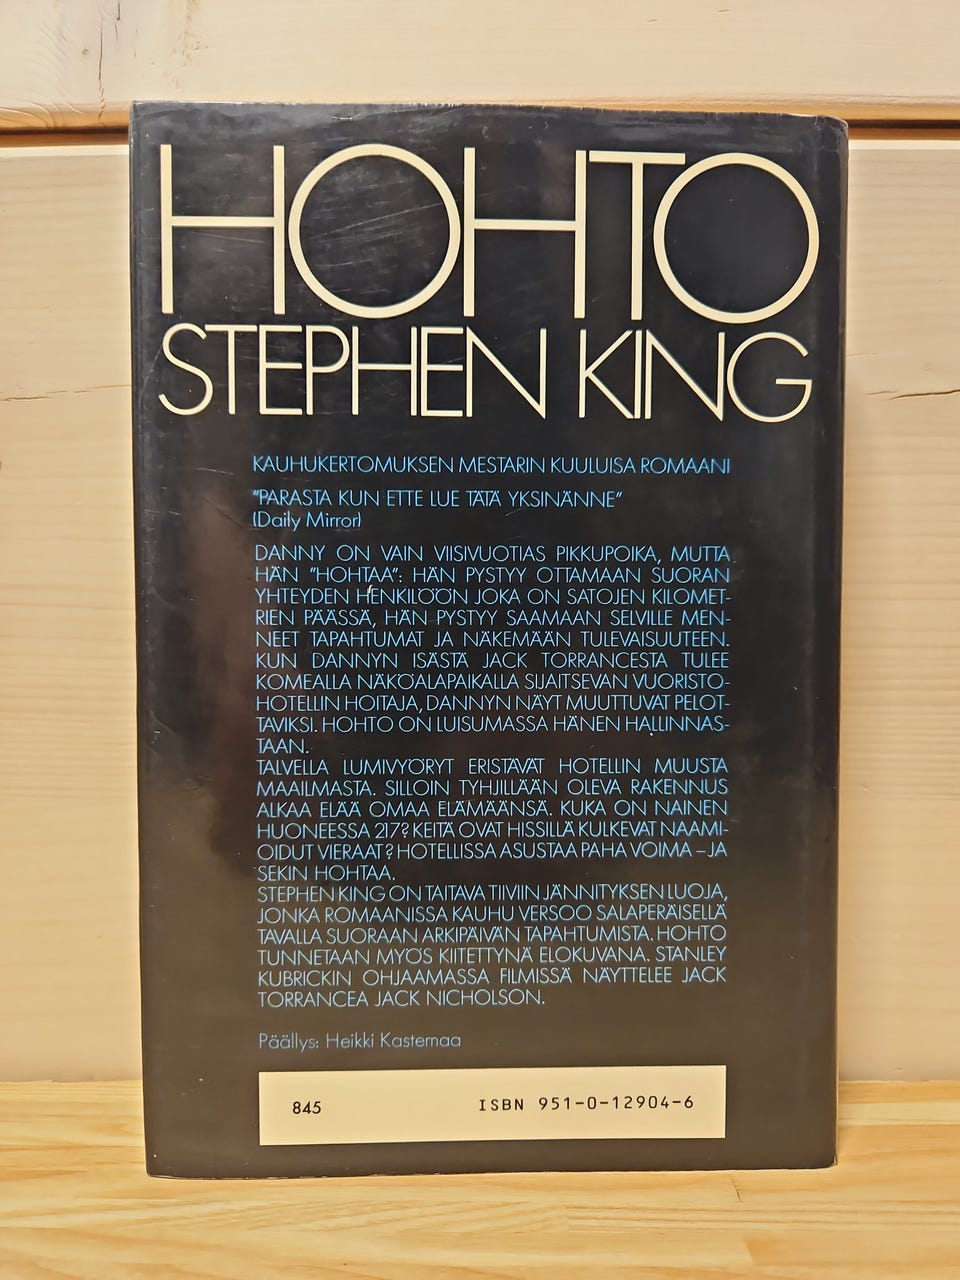 HOHTO
STEPHEN KING
KAUHUKERTOMUKSEN MESTARIN KUULUISA ROMAANI
"PARASTA KUN ETTE LUE TÄTÄ YKSINÄNNE"
(Daily Mirror)
DANNY ON VAIN VIISIVUOTIAS PIKKUPOIKA, MUTTA
HÄN "HOHTAA": HÄN PYSTYY OTTAMAAN SUORAN
YHTEYDEN HENKILÖÖN JOKA ON SATOJEN KILOMET-
RIEN PÄÄSSÄ, HÄN PYSTYY SAAMAAN SELVILLE MEN-
NEET TAPAHTUMAT JA NÄKEMÄÄN TULEVAISUUTEEN.
KUN DANNYN ISÄSTÄ JACK TORRANCESTA TULEE
KOMEALLA NÄKÖALAPAIKALLA SIJAITSEVAN VUORISTO-
HOTELLIN HOITAJA, DANNYN NÄYT MUUTTUVAT PELOT-
TAVIKSI. HOHTO ON LUISUMASSA HÄNEN HALLINNAS-
TAAN.
TALVELLA LUMIVYÖRYT ERISTÄVÄT HOTELLIN MUUSTA
MAAILMASTA. SILLOIN TYHJILLÄÄN OLEVA RAKENNUS
ALKAA ELÄÄ OMAA ELÄMÄÄNSÄ. KUKA ON NAINEN
HUONEESSA 217? KEITÄ OVAT HISSILLÄ KULKEVAT NAAMI-
OIDUT VIERAAT? HOTELLISSA ASUSTAA PAHA VOIMA – JA
SEKIN HOHTAA.
STEPHEN KING ON TAITAVA TIIVIIN JÄNNITYKSEN LUOJA,
JONKA ROMAANISSA KAUHU VERSOO SALAPERÄISELLÄ
TAVALLA SUORAAN ARKIPÄIVÄN TAPAHTUMISTA. HOHTO
TUNNETAAN MYÖS KIITETTYNÄ ELOKUVANA. STANLEY
KUBRICKIN OHJAAMASSA FILMISSÄ NÄYTTELEE JACK
TORRANCEA JACK NICHOLSON.
Päällys: Heikki Kastemaa
845 ISBN 951-0-12904-6